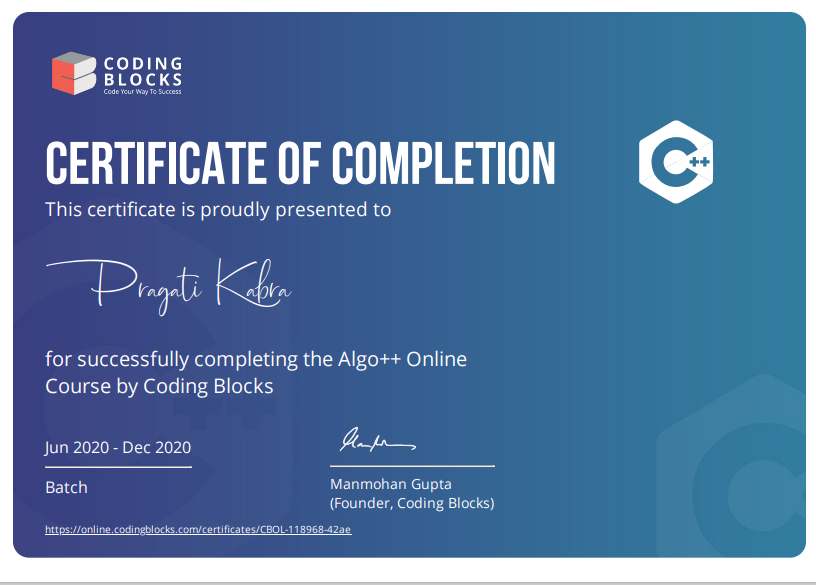 CODING
BLOCKS
Code Your Way To Success
C++
CERTIFICATE OF COMPLETION
This certificate is proudly presented to
Pragati Kabra
for successfully completing the Algo++ Online
Course by Coding Blocks
Jun 2020 - Dec 2020
Batch
Manmohan Gupta
(Founder, Coding Blocks)
https://online.codingblocks.com/certificates/CBOL-118968-42ae